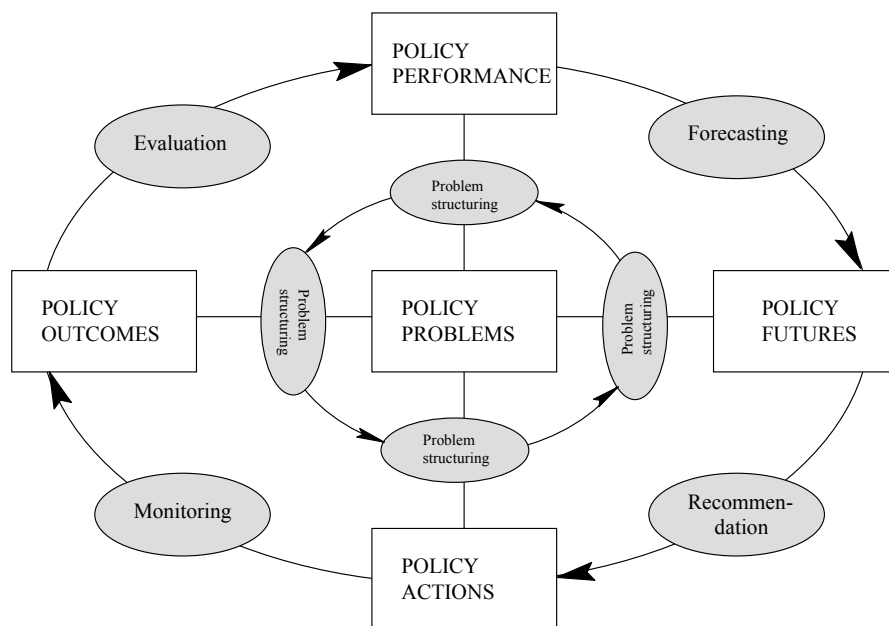 POLICY
PERFORMANCE
Evaluation
Forecasting
Problem
structuring
POLICY
OUTCOMES
Problem
structuring
POLICY
PROBLEMS
Problem
structuring
POLICY
FUTURES
Problem
structuring
Monitoring
Recommen-
dation
POLICY
ACTIONS